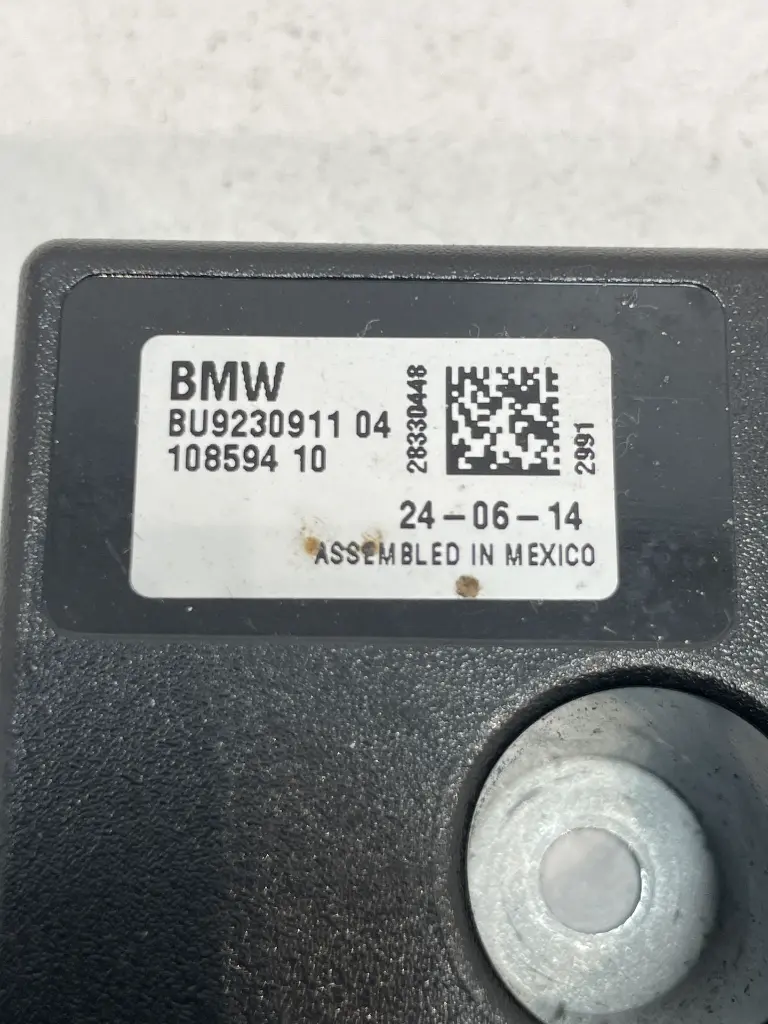 BMW
BU9230911 04
108594 10
28330448
2991
24-06-14
ASSEMBLED IN MEXICO